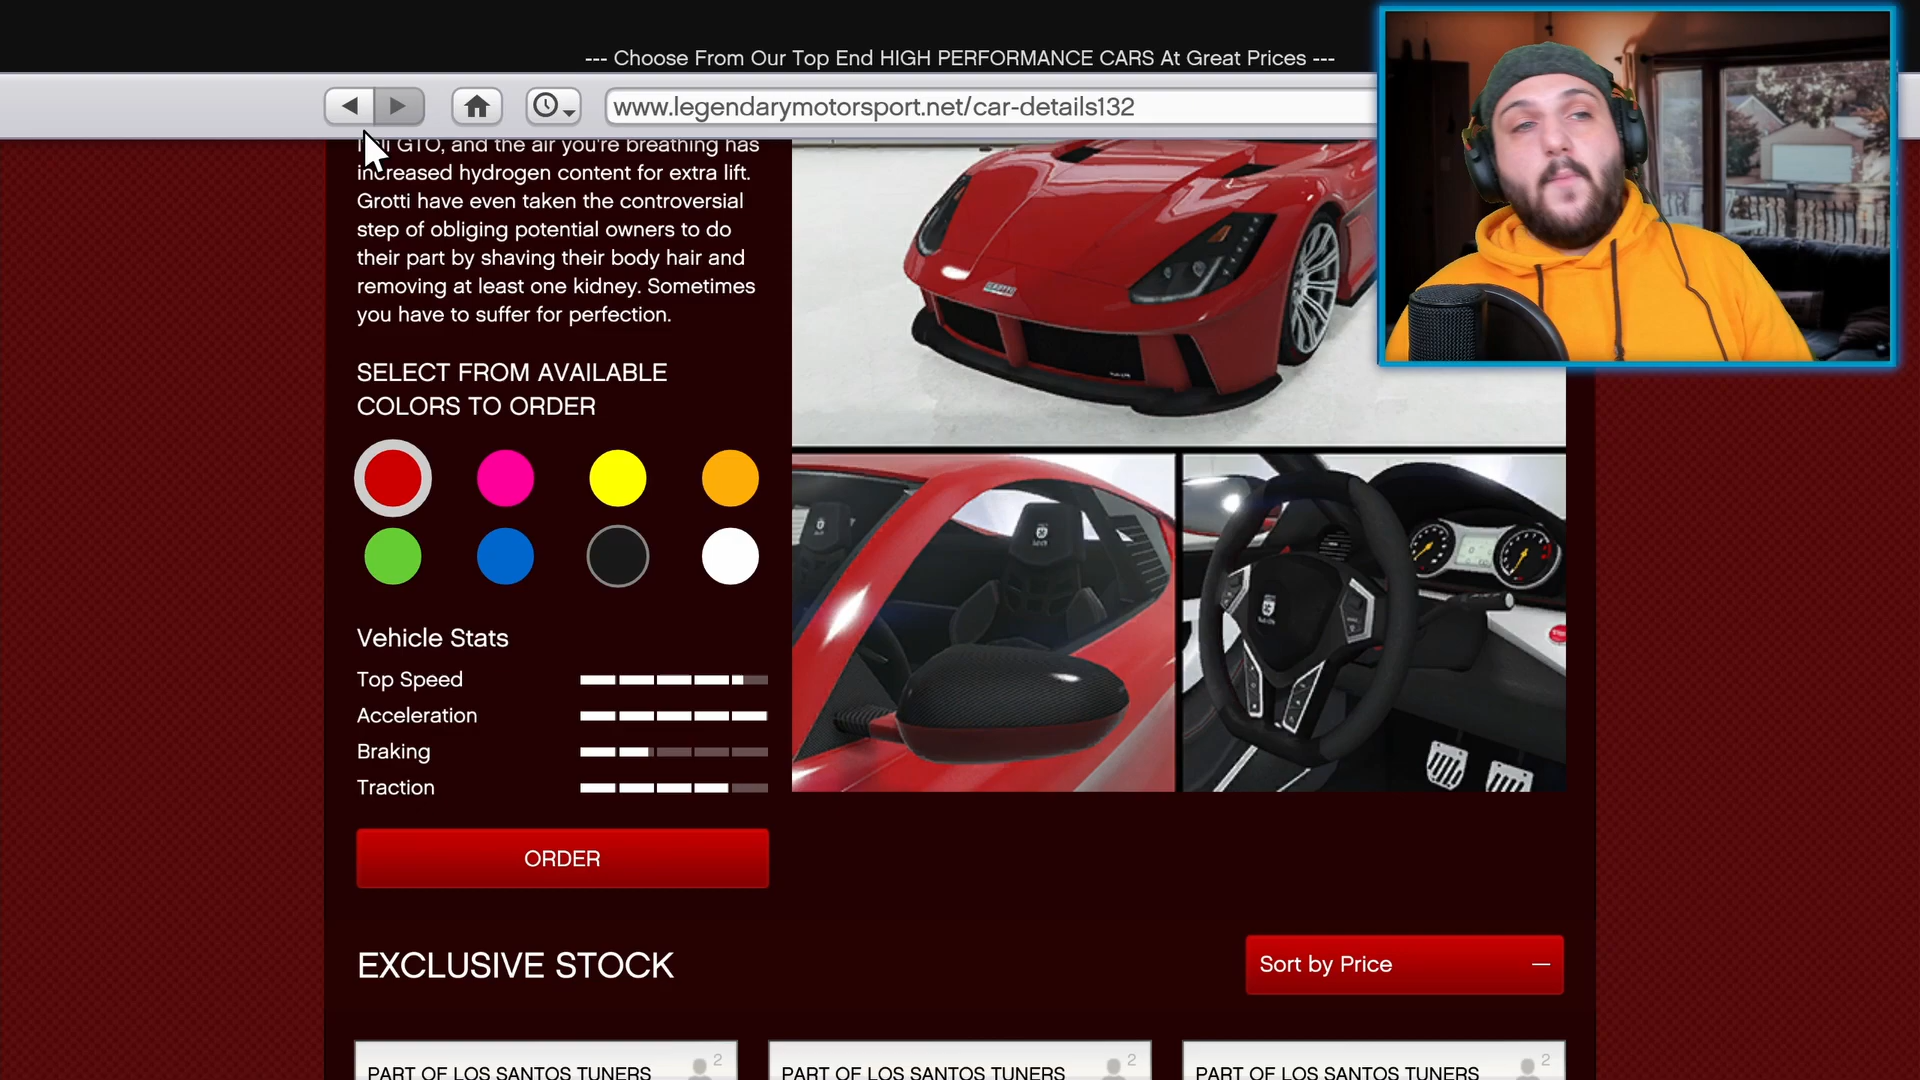 --- Choose From Our Top End HIGH PERFORMANCE CARS At Great Prices ---
www.legendarymotorsport.net/car-details132
GTO, and the air you're breathing has
increased hydrogen content for extra lift.
Grotti have even taken the controversial
step of obliging potential owners to do
their part by shaving their body hair and
removing at least one kidney. Sometimes
you have to suffer for perfection.
SELECT FROM AVAILABLE
COLORS TO ORDER
Vehicle Stats
Top Speed
Acceleration
Braking
Traction
ORDER
EXCLUSIVE STOCK
Sort by Price
PART OF LOS SANTOS TUNERS
2
PART OF LOS SANTOS TUNERS
2
PART OF LOS SANTOS TUNERS
2